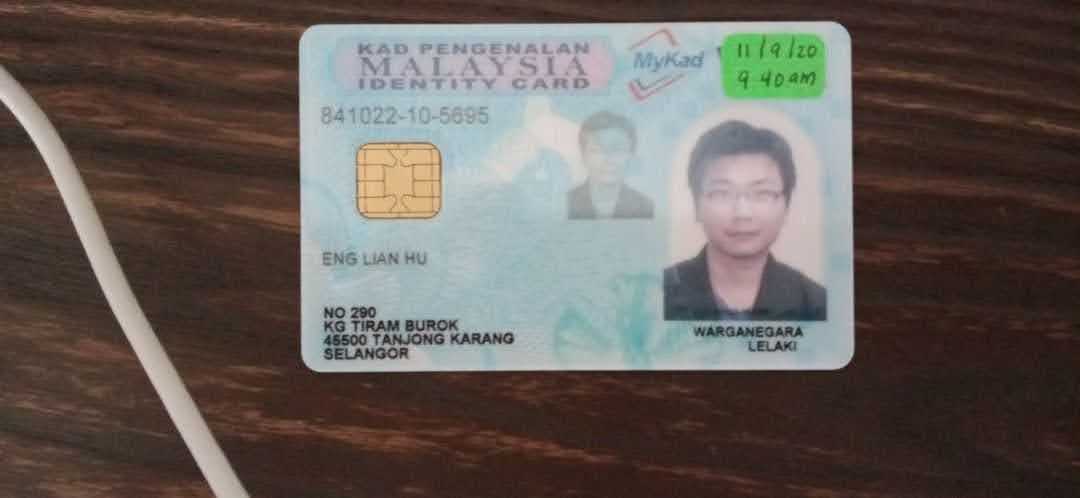 KAD PENGENALAN
MALAYSIA
IDENTITY CARD
MyKad
11/9/20
9.40am
841022-10-5695
ENG LIAN HU
NO 290
KG TIRAM BUROK
45500 TANJONG KARANG
SELANGOR
WARGANEGARA
LELAKI